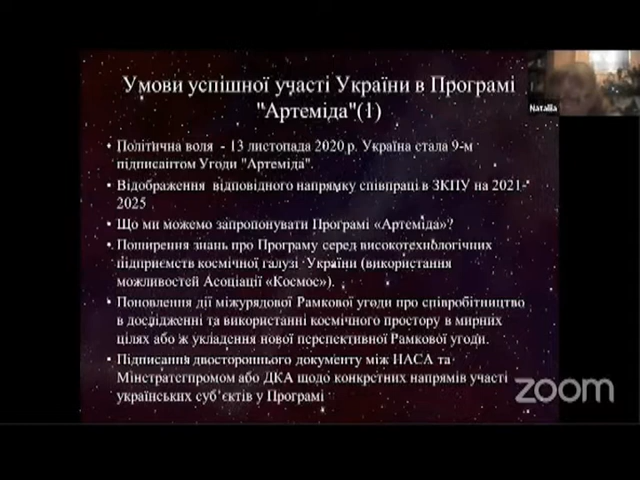 Умови успішної участі України в Програмі
"Артеміда"(1)
Natalia
• Політична воля - 13 листопада 2020 р. Україна стала 9-м
підписантом Угоди "Артеміда".
• Відображення відповідного напрямку співпраці в ЗКПУ на 2021-
2025
• Що ми можемо запропонувати Програмі «Артеміда»?
• Поширення знань про Програму серед високотехнологічних
підприємств космічної галузі України (використання
можливостей Асоціації «Космос»).
• Поновлення дії міжурядової Рамкової угоди про співробітництво
в дослідженні та використанні космічного простору в мирних
цілях або ж укладення нової перспективної Рамкової угоди.
• Підписання двостороннього документу між НАСА та
Мінстратегпромом або ДКА щодо конкретних напрямів участі
українських суб’єктів у Програмі
zoom